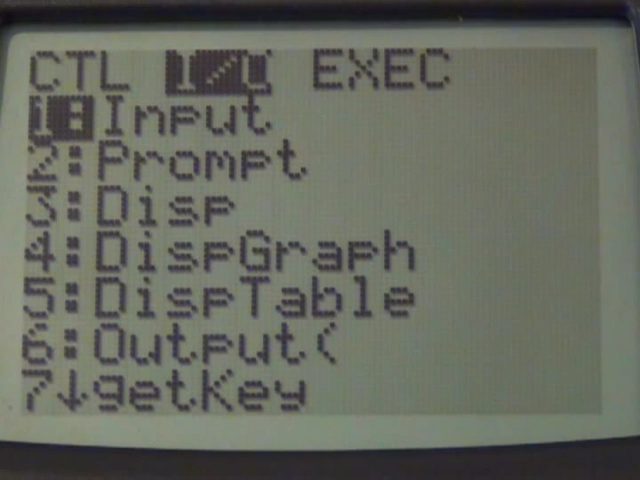 CTL I/O EXEC
1:Input
2:Prompt
3:Disp
4:DispGraph
5:DispTable
6:Output(
7↓getKey